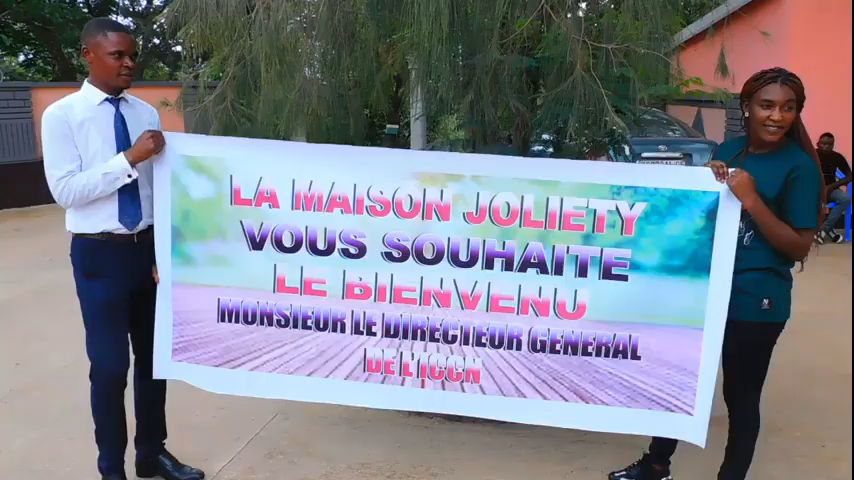 LA MAISON JOLIETY
VOUS SOUHAITE
LE BIENVENU
MONSIEUR LE DIRECTEUR GENERAL
DE L'ICCN